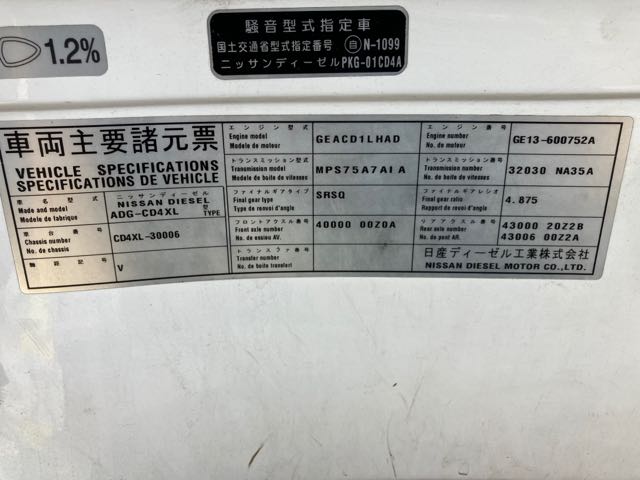 1.2%
騒音型式指定車
国土交通省型式指定番号 自 N-1099
ニッサンディーゼル PKG-01CD4A
車両主要諸元票
VEHICLE SPECIFICATIONS
SPECIFICATIONS DE VEHICLE
車名型式 ニッサンディーゼル 型
Make and model NISSAN DIESEL
Modele de fabrique ADG-CD4XL TYPE
車台番号
Chassis number CD4XL-30006
No. de chassis
V
エンジン型式
Engine model GEACD1LHAD
Modele de moteur
エンジン番号
Engine number GE13-600752A
No. de moteur
トランスミッション型式
Transmission model MPS75A7A1A
Modele de boite de vitesses
トランスミッション番号
Transmission number 32030 NA35A
No. de boite de vitesses
ファイナルギアタイプ
Final gear type SRSQ
Type de renvoi d'angle
ファイナルギアレシオ
Final gear ratio 4.875
Rapport de renvoi d'angle
フロントアクスル番号
Front axle number 40000 00Z0A
No. de essieu AV.
リアアクスル番号
Rear axle number 43000 20Z2B
No. de pont AR. 43006 00Z2A
トランスファ番号
Transfer number
No. de boite transfert
日産ディーゼル工業株式会社
NISSAN DIESEL MOTOR CO.,LTD.